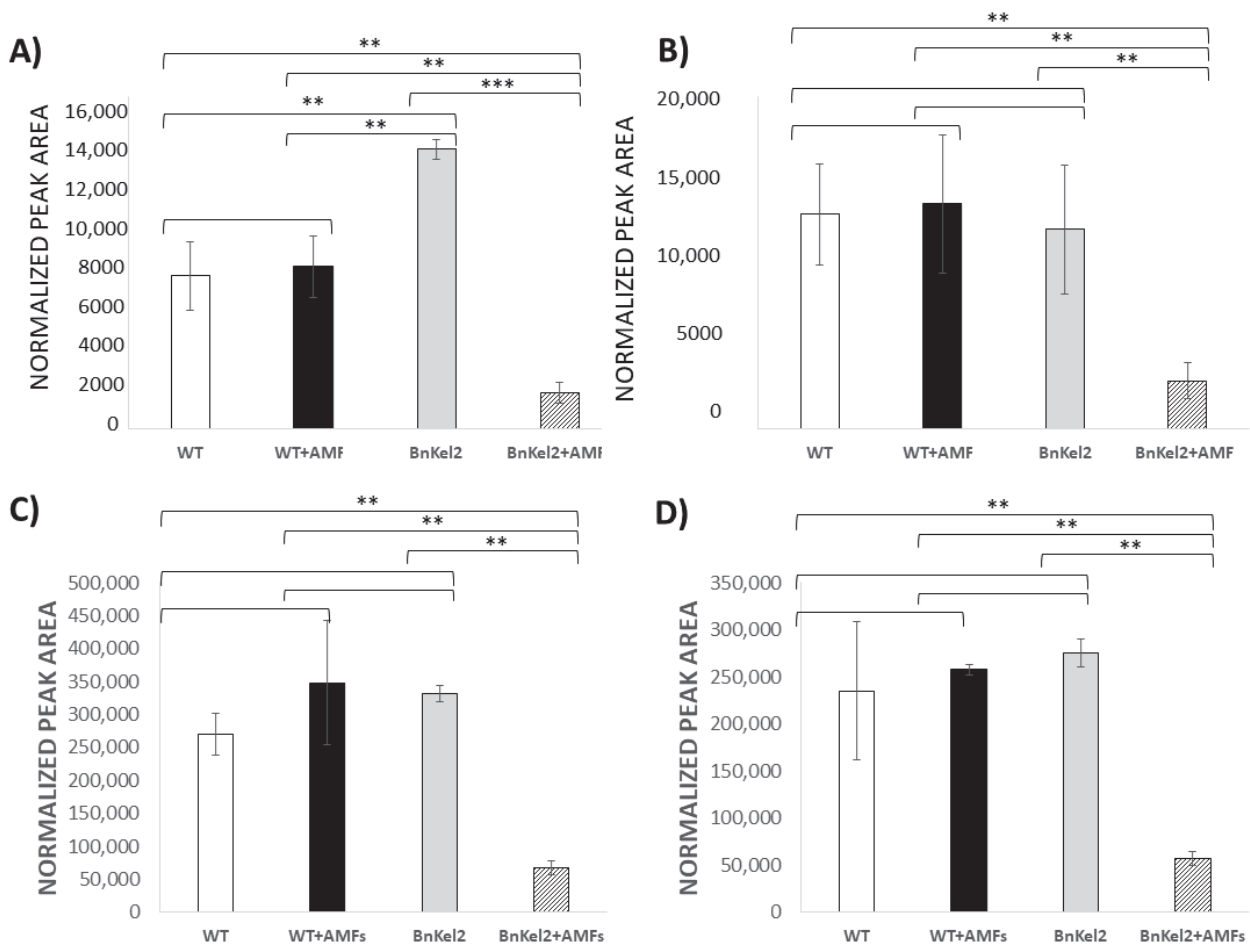 A)
**
**
***
**
**
NORMALIZED PEAK AREA
16,000
14,000
12,000
10,000
8000
6000
4000
2000
0
WT
WT+AMF
BnKel2
BnKel2+AMF
B)
**
**
**
NORMALIZED PEAK AREA
20,000
15,000
10,000
5000
0
WT
WT+AMF
BnKel2
BnKel2+AMF
C)
**
**
**
NORMALIZED PEAK AREA
500,000
450,000
400,000
350,000
300,000
250,000
200,000
150,000
100,000
50,000
0
WT
WT+AMFs
BnKel2
BnKel2+AMFs
D)
**
**
**
NORMALIZED PEAK AREA
350,000
300,000
250,000
200,000
150,000
100,000
50,000
0
WT
WT+AMFs
BnKel2
BnKel2+AMFs